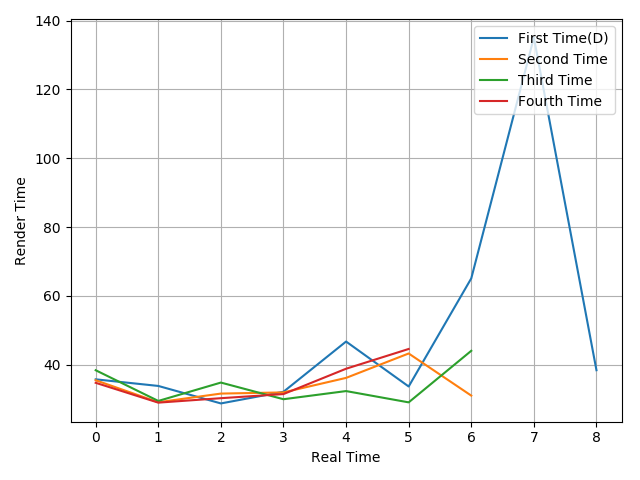 140
120
100
80
60
40
Render Time
0 1 2 3 4 5 6 7 8
Real Time
First Time(D)
Second Time
Third Time
Fourth Time